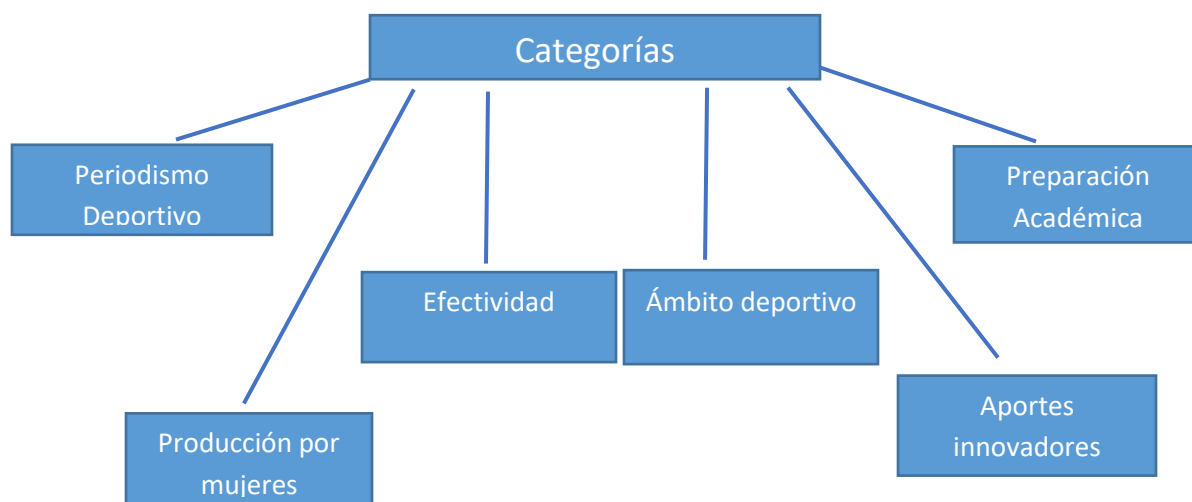 Categorías
Periodismo
Deportivo
Preparación
Académica
Efectividad
Ámbito deportivo
Aportes
innovadores
Producción por
mujeres